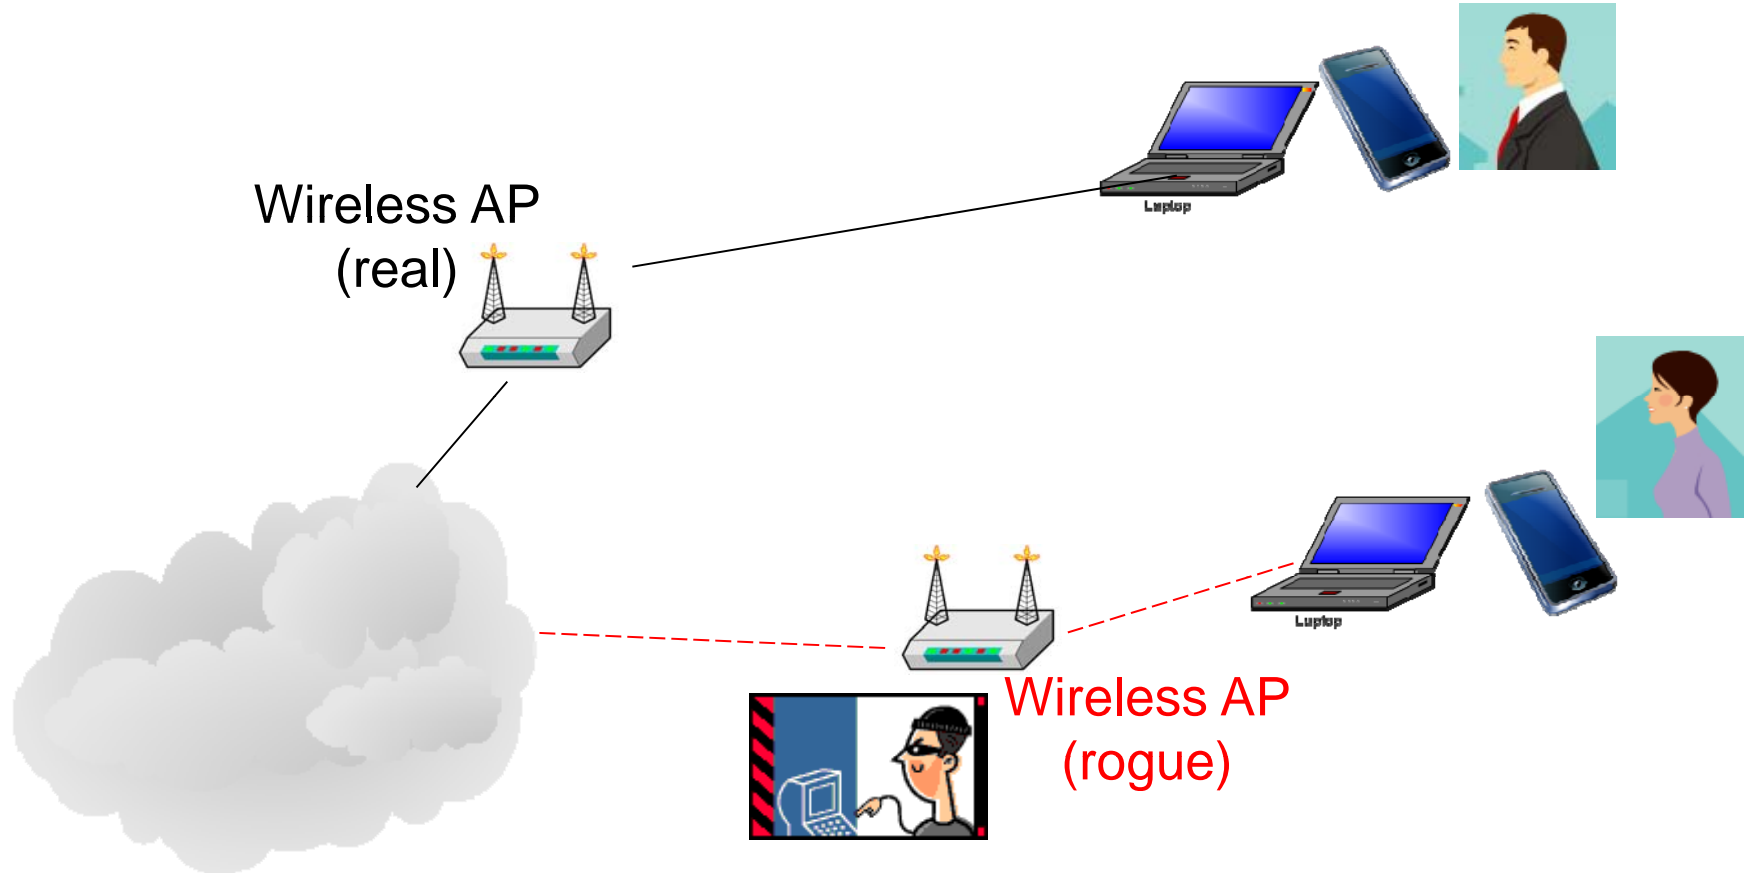 Wireless AP
(real)
Laptop
Laptop
Wireless AP
(rogue)